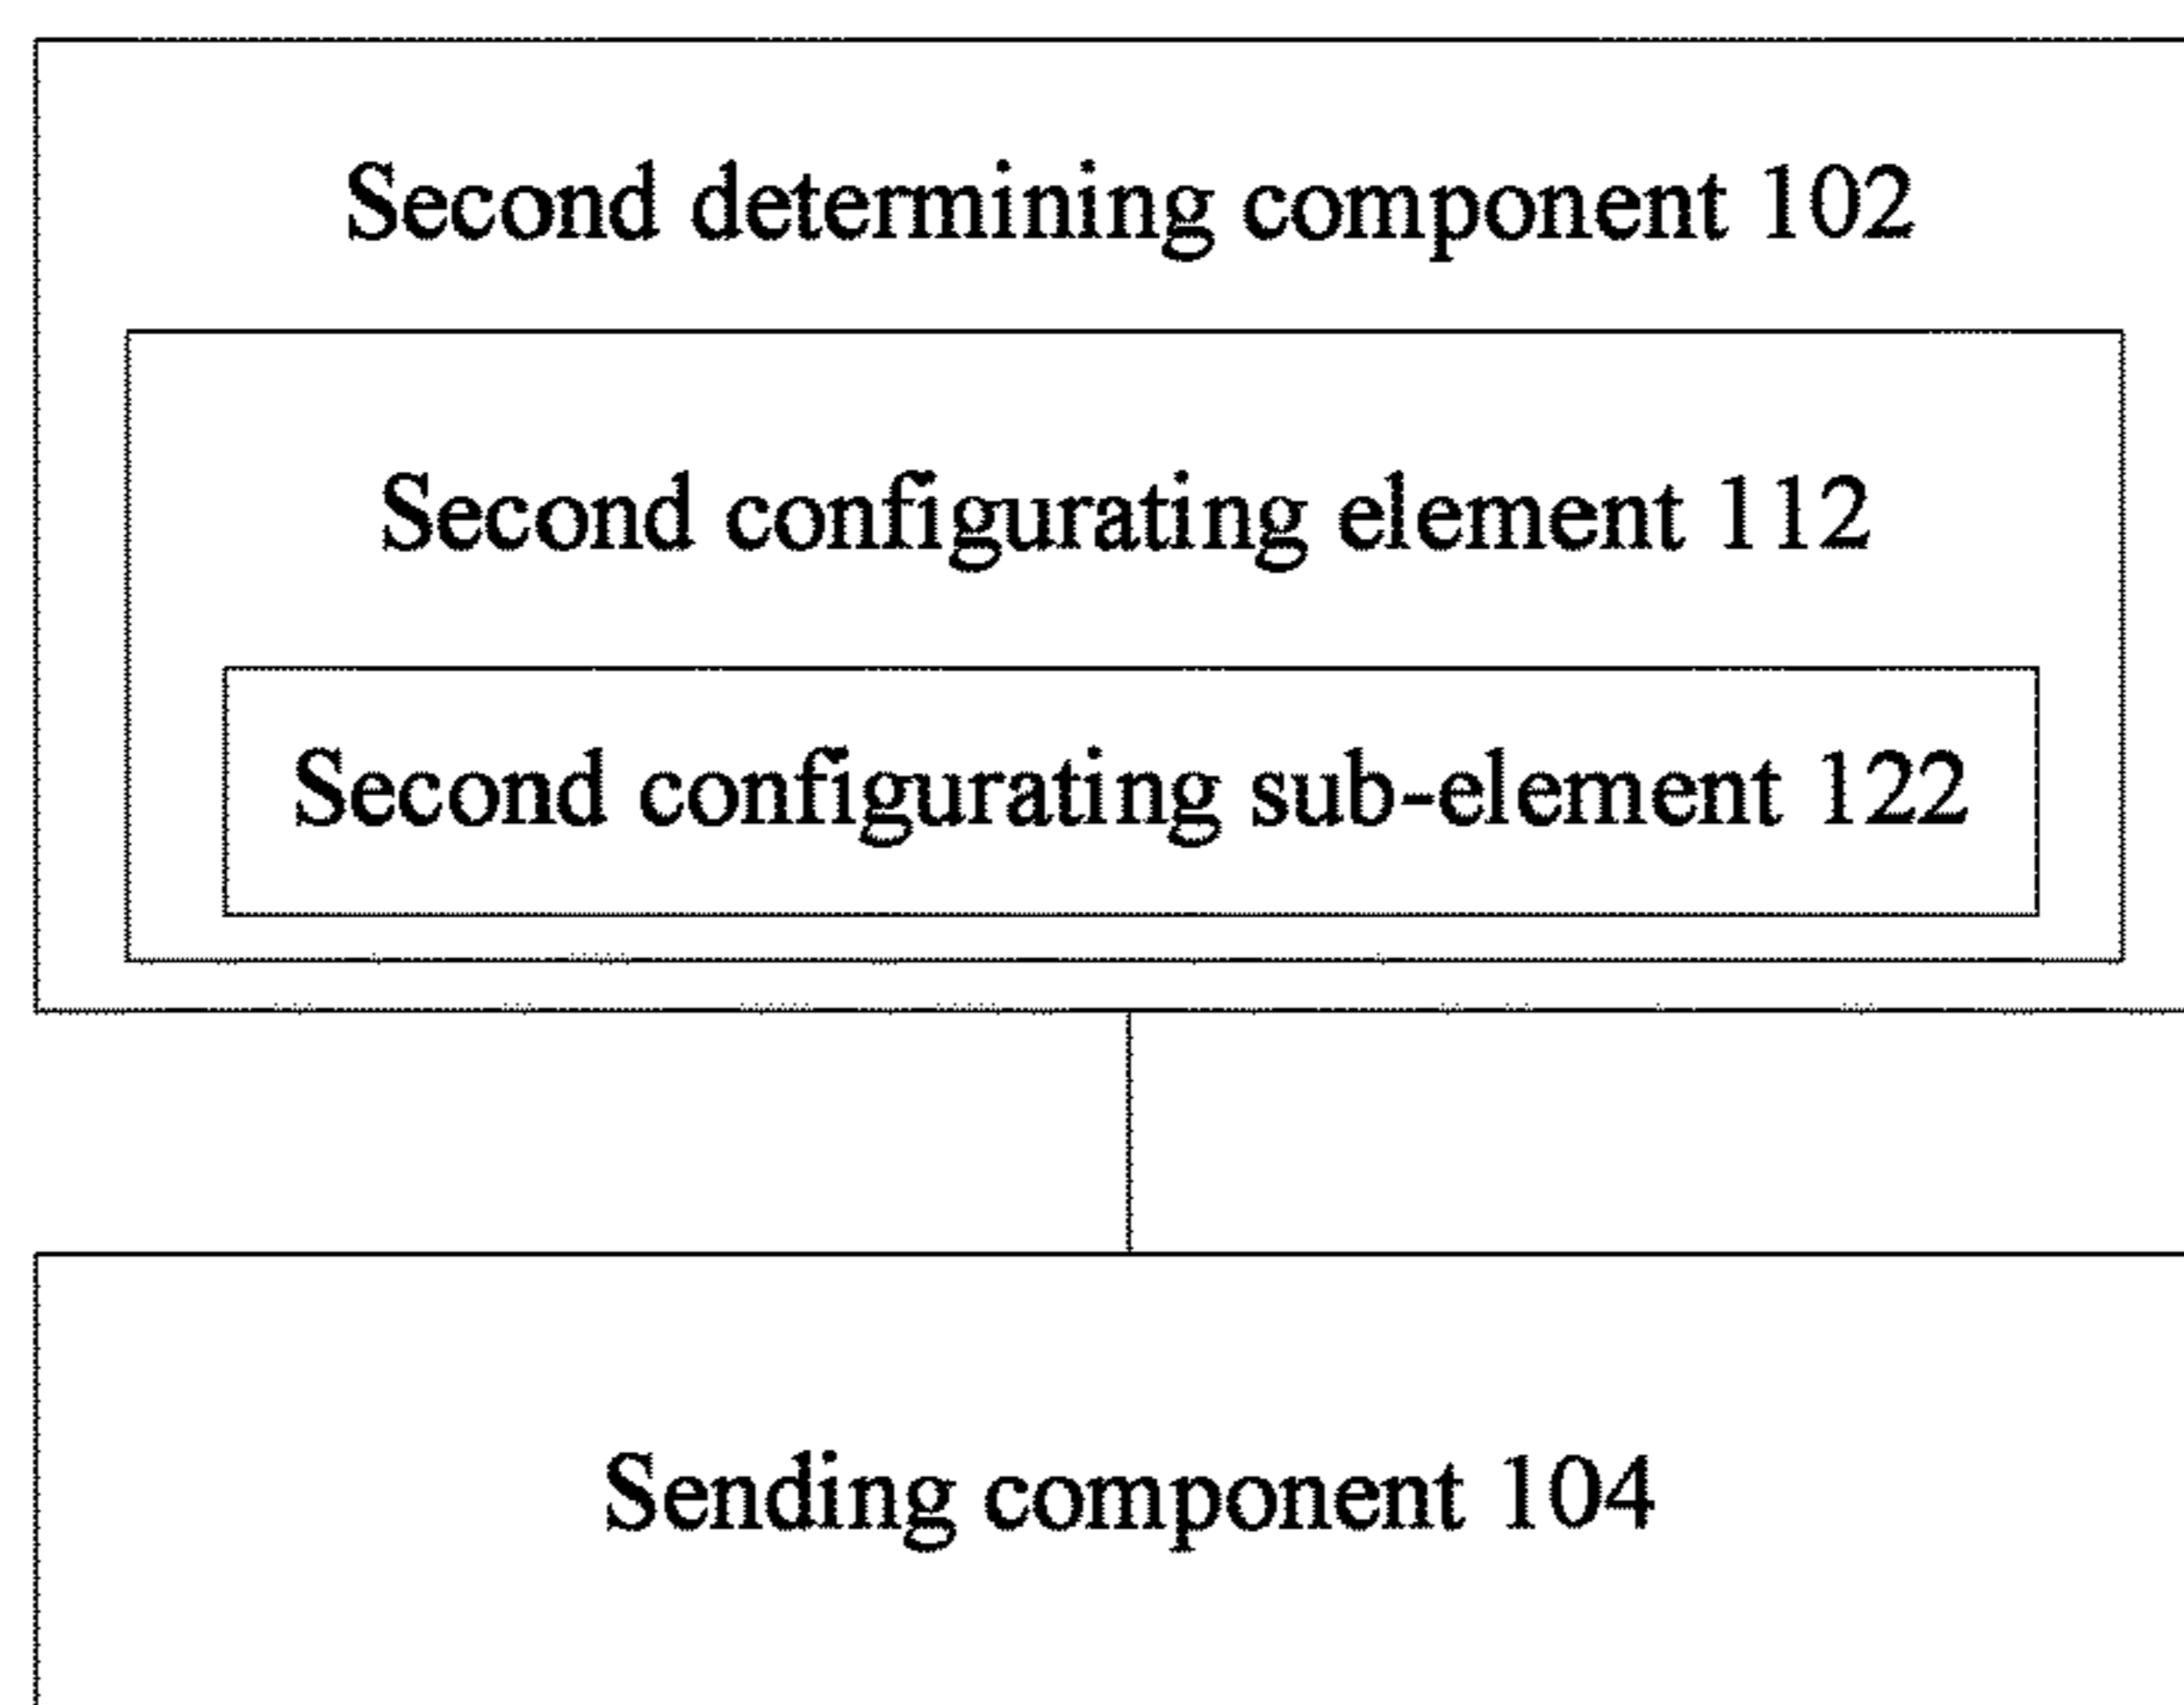 Second determining component 102
Second configurating element 112
Second configurating sub-element 122
Sending component 104